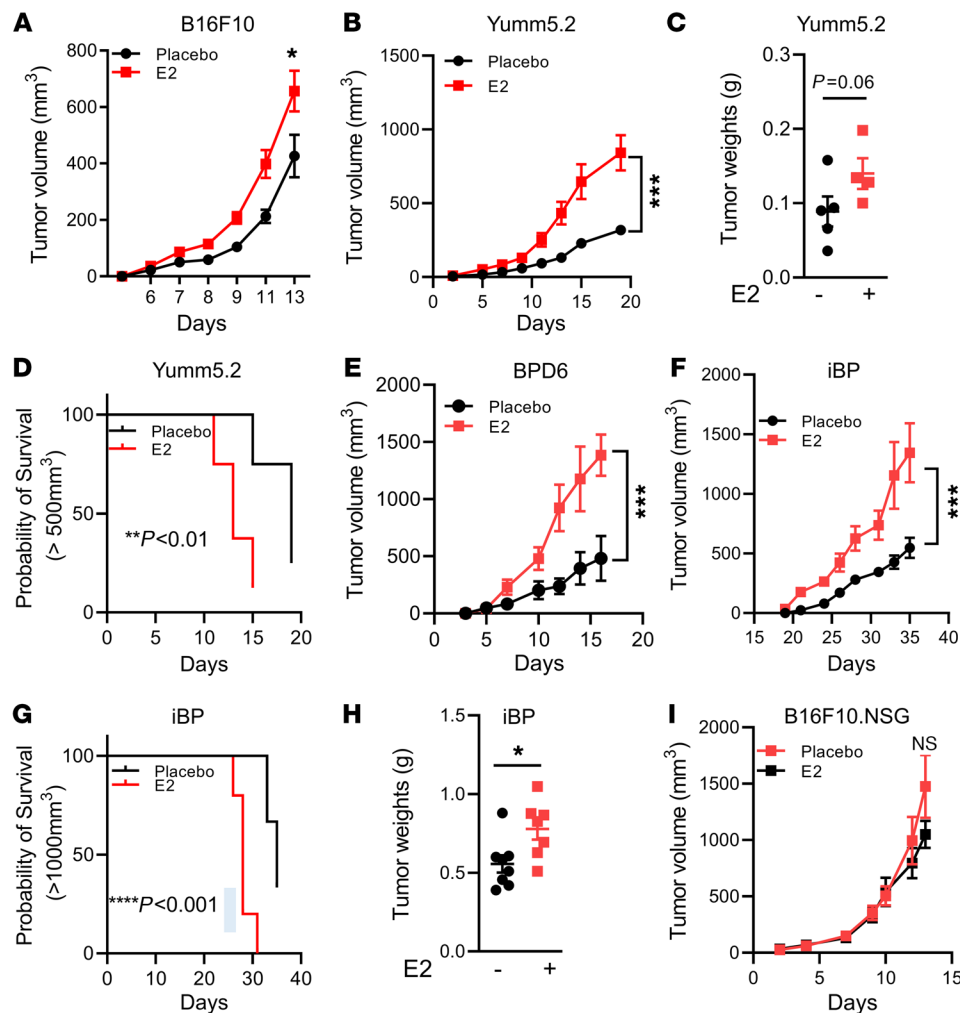 A
B16F10
Placebo
E2
*
Tumor volume (mm³)
800
600
400
200
0
6 7 8 9 11 13
Days
B
Yumm5.2
Placebo
E2
***
Tumor volume (mm³)
1500
1000
500
0
0 5 10 15 20
Days
C
Yumm5.2
P=0.06
Tumor weights (g)
0.3
0.2
0.1
0.0
E2 - +
D
Yumm5.2
Placebo
E2
**P<0.01
Probability of Survival
(> 500mm³)
100
50
0
0 5 10 15 20
Days
E
BPD6
Placebo
E2
***
Tumor volume (mm³)
2000
1500
1000
500
0
0 5 10 15 20
Days
F
iBP
Placebo
E2
***
Tumor volume (mm³)
2000
1500
1000
500
0
15 20 25 30 35 40
Days
G
iBP
Placebo
E2
****P<0.001
Probability of Survival
(>1000mm³)
100
50
0
0 10 20 30 40
Days
H
iBP
*
Tumor weights (g)
1.5
1.0
0.5
0.0
E2 - +
I
B16F10.NSG
Placebo
E2
NS
Tumor volume (mm³)
2000
1500
1000
500
0
0 5 10 15
Days